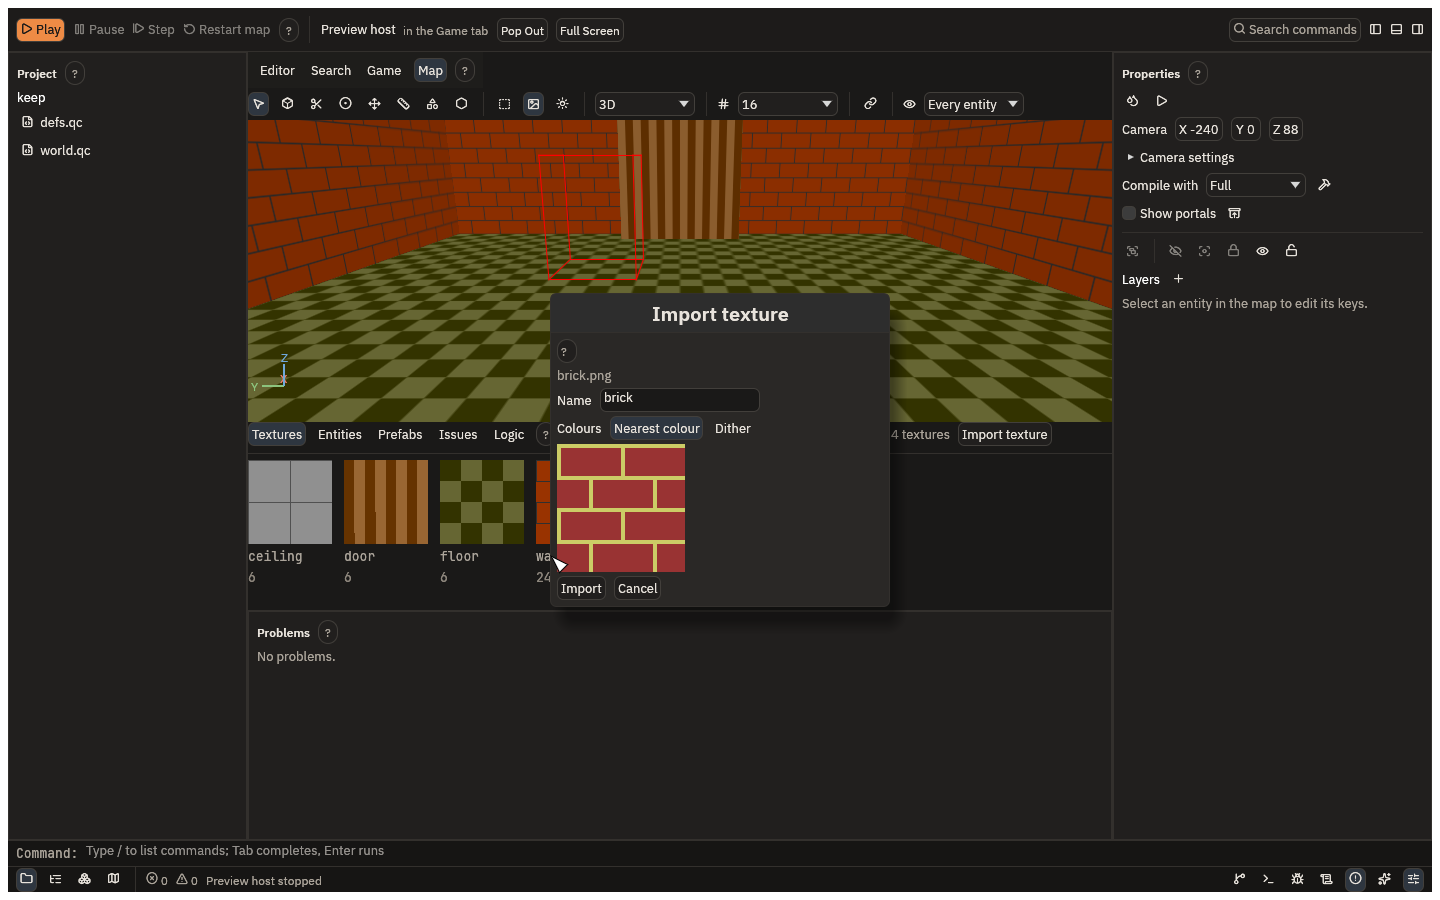 Play Pause Step Restart map ? Preview host in the Game tab Pop Out Full Screen Search commands
Project ?
keep
defs.qc
world.qc
Editor Search Game Map ?
3D # 16 Every entity
Z
Y X
Properties ?
Camera X -240 Y 0 Z 88
Camera settings
Compile with Full
Show portals
Layers +
Select an entity in the map to edit its keys.
Textures Entities Prefabs Issues Logic ? 4 textures Import texture
ceiling door floor wa
6 6 6 24
Import texture
?
brick.png
Name brick
Colours Nearest colour Dither
Import Cancel
Problems ?
No problems.
Command: Type / to list commands; Tab completes, Enter runs
0 0 Preview host stopped